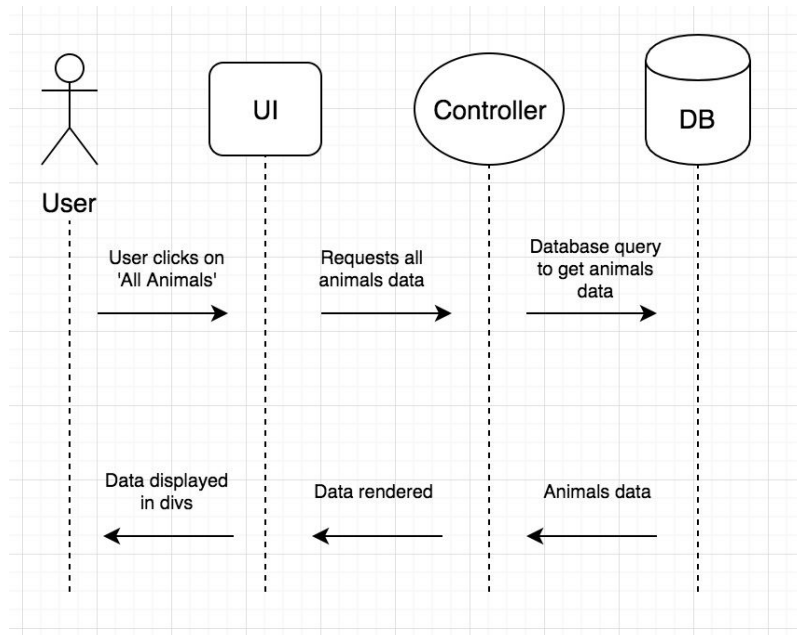 UI
Controller
DB
User
User clicks on
'All Animals'
Requests all
animals data
Database query
to get animals
data
Data displayed
in divs
Data rendered
Animals data